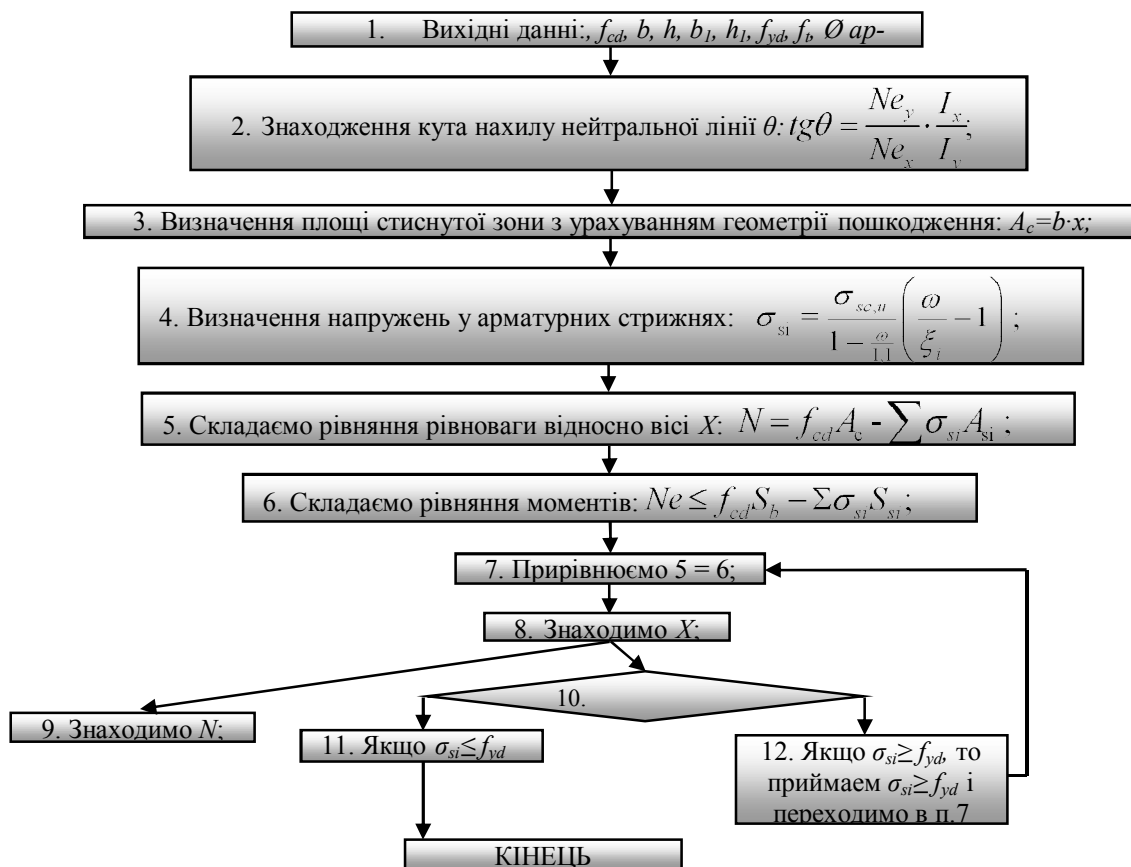 1. Вихідні данні:, f_cd, b, h, b_1, h_1, f_yd, f_t, Ø ар-
2. Знаходження кута нахилу нейтральної лінії θ: tgθ = Ne_y / Ne_x · I_x / I_y;
3. Визначення площі стиснутої зони з урахуванням геометрії пошкодження: A_c=b·x;
4. Визначення напружень у арматурних стрижнях: σ_si = σ_sc,u / (1 − ω/1,1) (ω/ξ_i − 1) ;
5. Складаємо рівняння рівноваги відносно вісі X: N = f_cd A_c - ∑ σ_si A_si ;
6. Складаємо рівняння моментів: Ne ≤ f_cd S_b − Σσ_si S_si;
7. Прирівнюємо 5 = 6;
8. Знаходимо X;
10.
9. Знаходимо N;
11. Якщо σ_si≤f_yd
12. Якщо σ_si≥f_yd, то
приймаем σ_si≥f_yd і
переходимо в п.7
КІНЕЦЬ